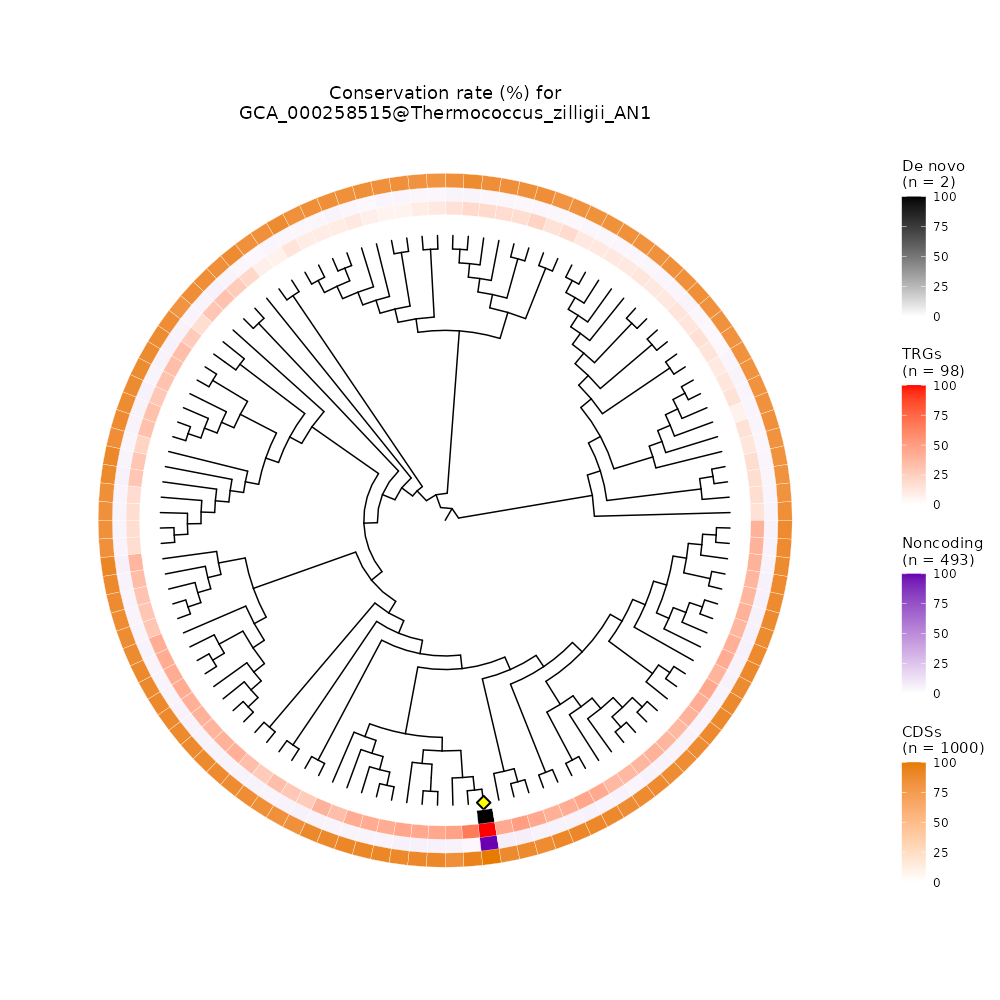 Conservation rate (%) for
GCA_000258515@Thermococcus_zilligii_AN1
De novo
(n = 2)
100
75
50
25
0
TRGs
(n = 98)
100
75
50
25
0
Noncoding
(n = 493)
100
75
50
25
0
CDSs
(n = 1000)
100
75
50
25
0